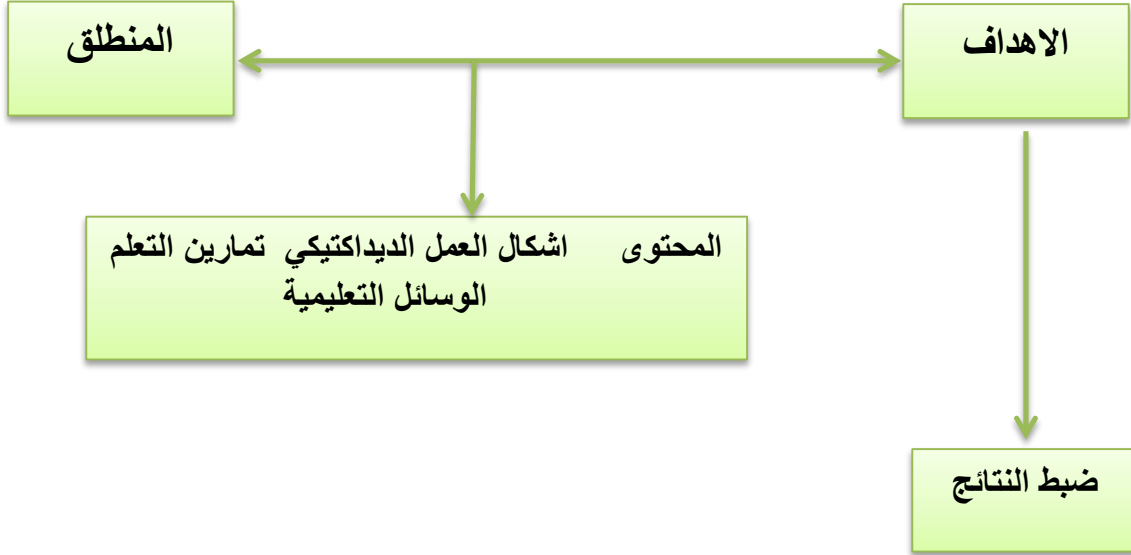 الاهداف
المنطلق
المحتوى اشكال العمل الديداكتيكي تمارين التعلم
الوسائل التعليمية
ضبط النتائج